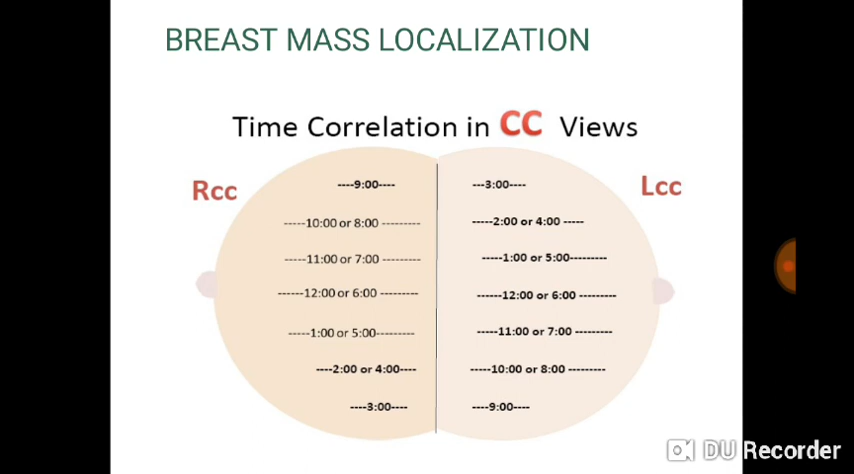 BREAST MASS LOCALIZATION
Time Correlation in CC Views
Rcc
Lcc
----9:00----
-----10:00 or 8:00 ---------
-----11:00 or 7:00 ---------
------12:00 or 6:00 ---------
-----1:00 or 5:00---------
----2:00 or 4:00----
----3:00----
---3:00----
-----2:00 or 4:00 -----
-----1:00 or 5:00---------
------12:00 or 6:00 ---------
-----11:00 or 7:00 ---------
-----10:00 or 8:00 ---------
----9:00----
DU Recorder